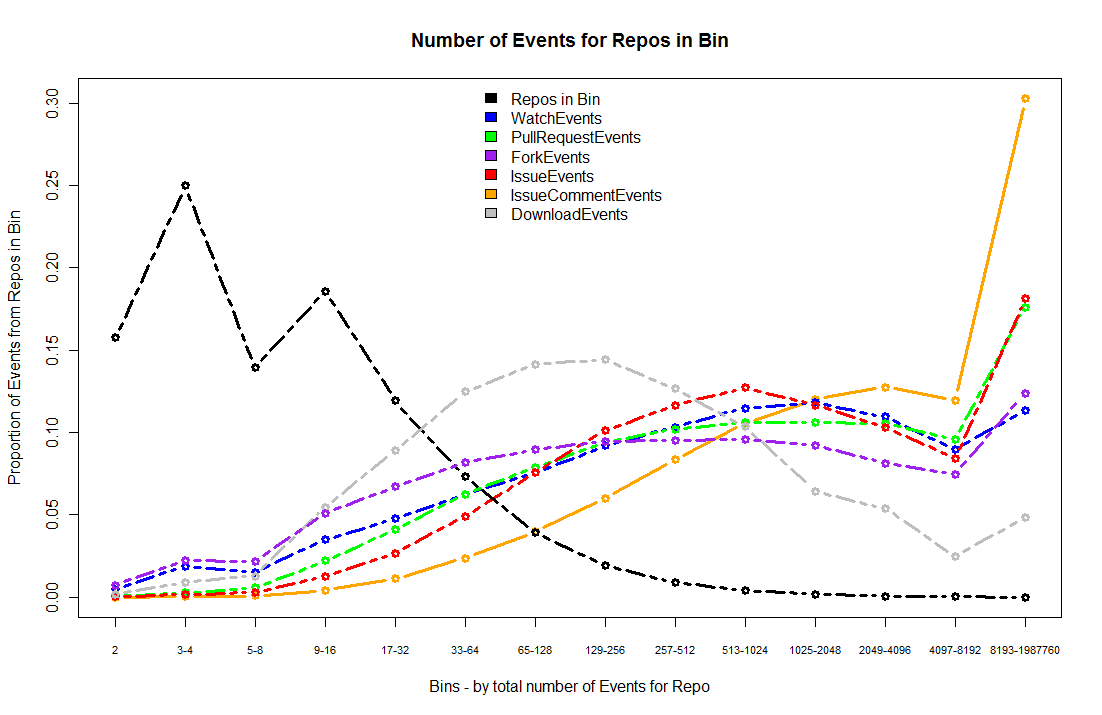 Number of Events for Repos in Bin
Repos in Bin
WatchEvents
PullRequestEvents
ForkEvents
IssueEvents
IssueCommentEvents
DownloadEvents
Proportion of Events from Repos in Bin
0.30
0.25
0.20
0.15
0.10
0.05
0.00
2 3-4 5-8 9-16 17-32 33-64 65-128 129-256 257-512 513-1024 1025-2048 2049-4096 4097-8192 8193-1987760
Bins - by total number of Events for Repo